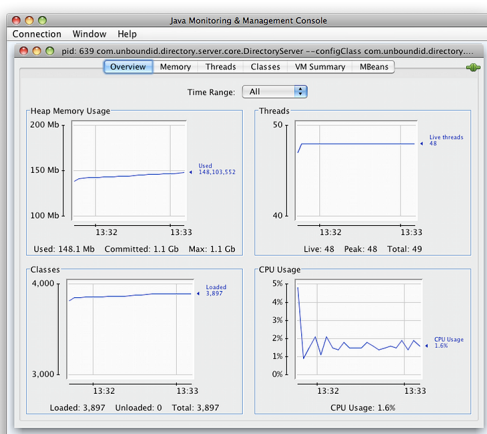 Java Monitoring & Management Console
Connection Window Help
pid: 639 com.unboundid.directory.server.core.DirectoryServer --configClass com.unboundid.directory....
Overview Memory Threads Classes VM Summary MBeans
Time Range: All
Heap Memory Usage
200 Mb
150 Mb
100 Mb
Used
148,103,552
13:32 13:33
Used: 148.1 Mb Committed: 1.1 Gb Max: 1.1 Gb
Threads
50
40
Live threads
48
13:32 13:33
Live: 48 Peak: 48 Total: 49
Classes
4,000
3,000
Loaded
3,897
13:32 13:33
Loaded: 3,897 Unloaded: 0 Total: 3,897
CPU Usage
5%
4%
3%
2%
1%
0%
CPU Usage
1.6%
13:32 13:33
CPU Usage: 1.6%